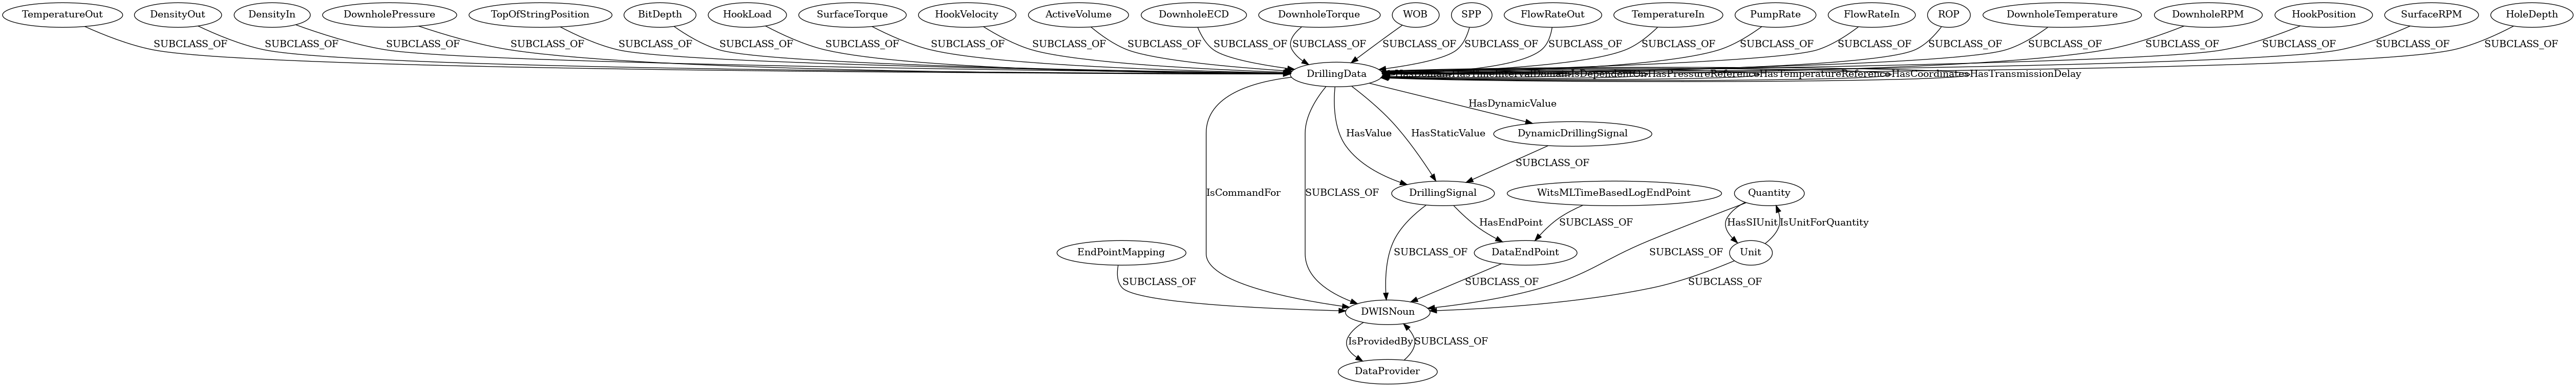 TemperatureOut DensityOut DensityIn DownholePressure TopOfStringPosition BitDepth HookLoad SurfaceTorque HookVelocity ActiveVolume DownholeECD DownholeTorque WOB SPP FlowRateOut TemperatureIn PumpRate FlowRateIn ROP DownholeTemperature DownholeRPM HookPosition SurfaceRPM HoleDepth
SUBCLASS_OF SUBCLASS_OF SUBCLASS_OF SUBCLASS_OF SUBCLASS_OF SUBCLASS_OF SUBCLASS_OF SUBCLASS_OF SUBCLASS_OF SUBCLASS_OF SUBCLASS_OF SUBCLASS_OF SUBCLASS_OF SUBCLASS_OF SUBCLASS_OF SUBCLASS_OF SUBCLASS_OF SUBCLASS_OF SUBCLASS_OF SUBCLASS_OF SUBCLASS_OF SUBCLASS_OF SUBCLASS_OF SUBCLASS_OF
DrillingData IsDependentOn HasPressureReference HasTemperatureReference HasCoordinates HasTransmissionDelay
HasDynamicValue
IsCommandFor SUBCLASS_OF HasValue HasStaticValue DynamicDrillingSignal
SUBCLASS_OF
DrillingSignal WitsMLTimeBasedLogEndPoint Quantity
HasEndPoint SUBCLASS_OF HasSIUnit IsUnitForQuantity
EndPointMapping SUBCLASS_OF DataEndPoint SUBCLASS_OF Unit
SUBCLASS_OF SUBCLASS_OF SUBCLASS_OF
DWISNoun
IsProvidedBy SUBCLASS_OF
DataProvider